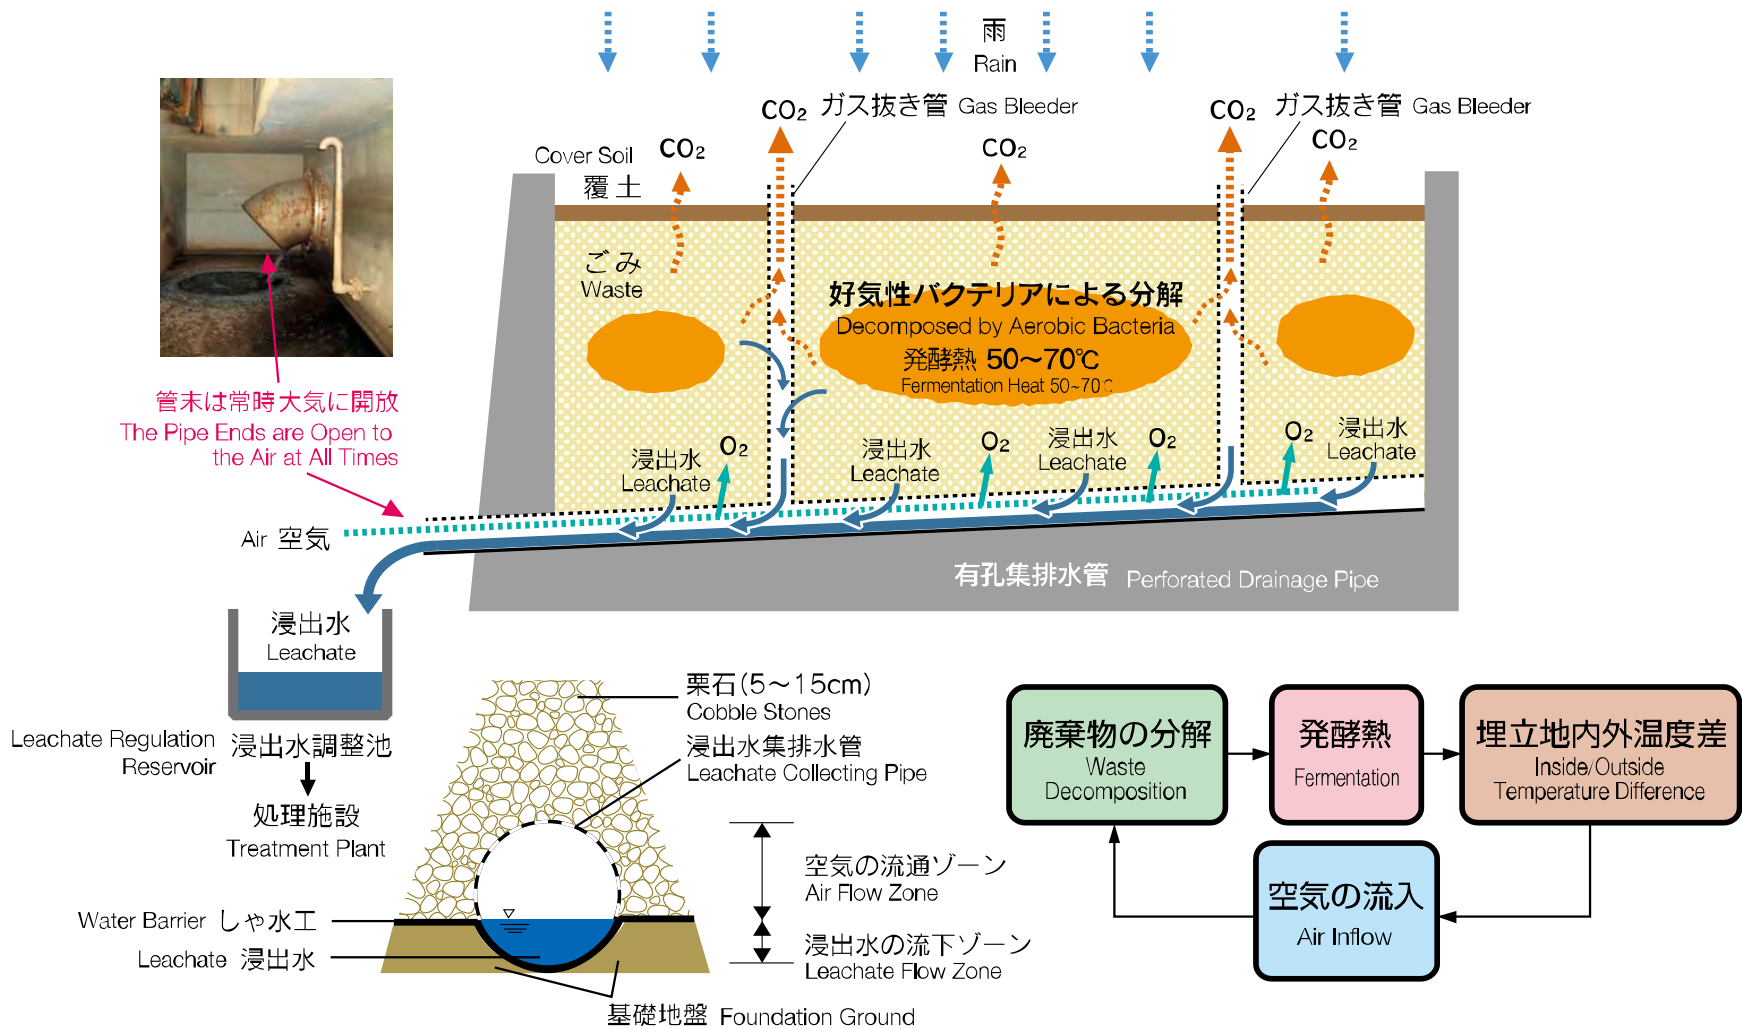 雨
Rain
CO2
ガス抜き管 Gas Bleeder
CO2
ガス抜き管 Gas Bleeder
Cover Soil
覆土
CO2
CO2
CO2
ごみ
Waste
好気性バクテリアによる分解
Decomposed by Aerobic Bacteria
発酵熱 50〜70℃
Fermentation Heat 50~70℃
管末は常時大気に開放
The Pipe Ends are Open to
the Air at All Times
浸出水
Leachate
O2
浸出水
Leachate
O2
浸出水
Leachate
O2
O2
浸出水
Leachate
Air 空気
有孔集排水管 Perforated Drainage Pipe
浸出水
Leachate
Leachate Regulation
Reservoir
浸出水調整池
処理施設
Treatment Plant
栗石(5〜15cm)
Cobble Stones
浸出水集排水管
Leachate Collecting Pipe
空気の流通ゾーン
Air Flow Zone
Water Barrier しゃ水工
Leachate 浸出水
浸出水の流下ゾーン
Leachate Flow Zone
基礎地盤 Foundation Ground
廃棄物の分解
Waste
Decomposition
発酵熱
Fermentation
埋立地内外温度差
Inside/Outside
Temperature Difference
空気の流入
Air Inflow